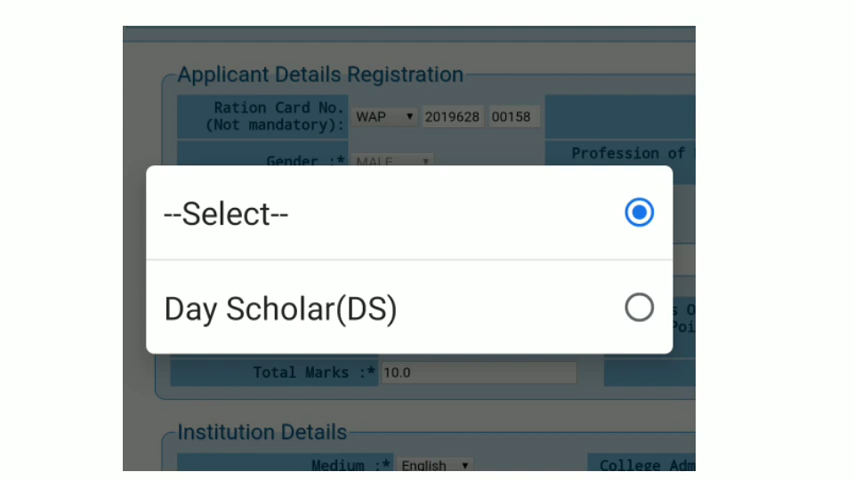 Applicant Details Registration
Ration Card No.
(Not mandatory):
WAP 2019628 00158
Gender :* MALE
Profession of
--Select--
Day Scholar(DS)
Total Marks :* 10.0
Institution Details
Medium :* English
College Adm